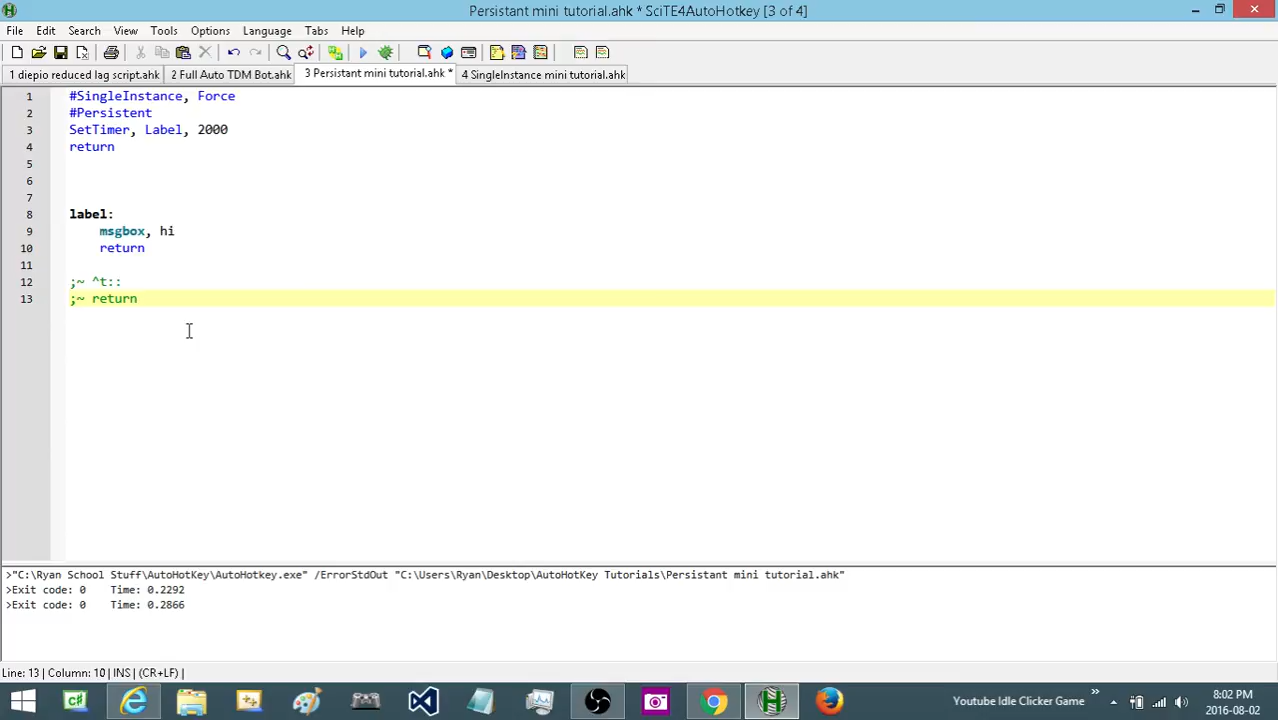 Persistant mini tutorial.ahk * SciTE4AutoHotkey [3 of 4]
File Edit Search View Tools Options Language Tabs Help
1 diepio reduced lag script.ahk 2 Full Auto TDM Bot.ahk 3 Persistant mini tutorial.ahk * 4 SingleInstance mini tutorial.ahk
1 #SingleInstance, Force
2 #Persistent
3 SetTimer, Label, 2000
4 return
5
6
7
8 label:
9 msgbox, hi
10 return
11
12 ;~ ^t::
13 ;~ return
>"C:\Ryan School Stuff\AutoHotKey\AutoHotkey.exe" /ErrorStdOut "C:\Users\Ryan\Desktop\AutoHotKey Tutorials\Persistant mini tutorial.ahk"
>Exit code: 0 Time: 0.2292
>Exit code: 0 Time: 0.2866
Line: 13 | Column: 10 | INS | (CR+LF) |
Youtube Idle Clicker Game » 8:02 PM
2016-08-02